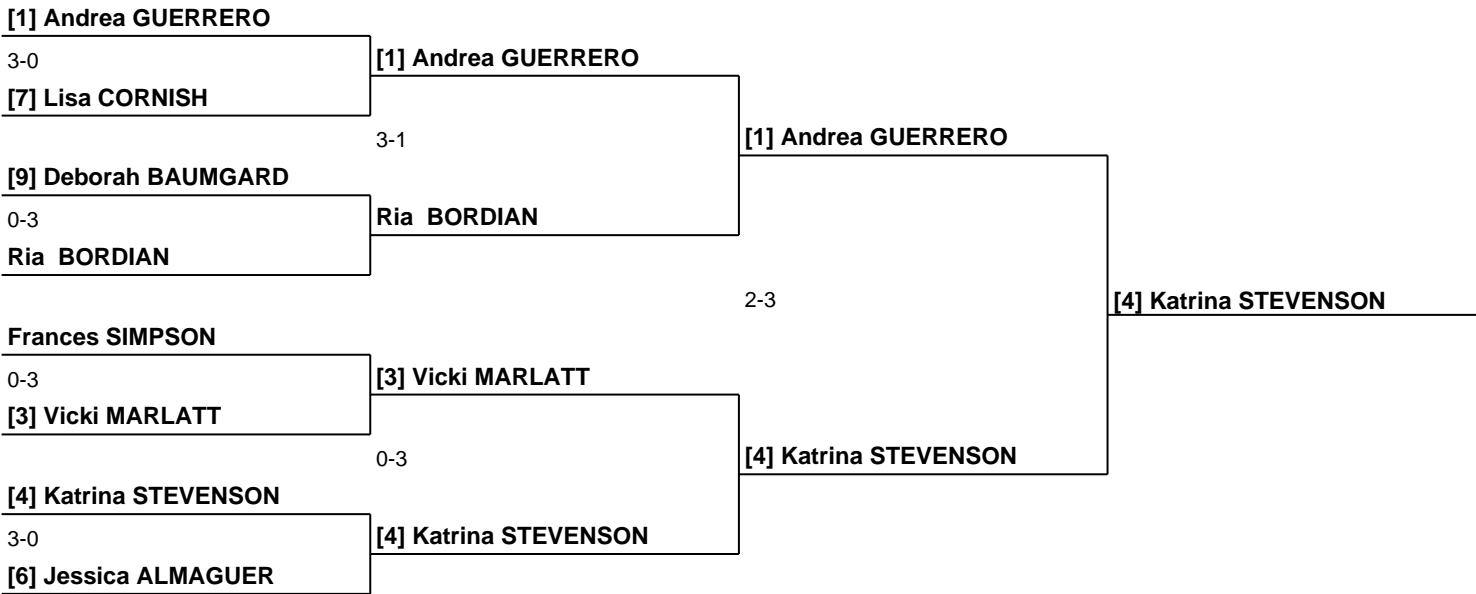 [1] Andrea GUERRERO
3-0
[1] Andrea GUERRERO
[7] Lisa CORNISH
3-1
[1] Andrea GUERRERO
[9] Deborah BAUMGARD
0-3
Ria  BORDIAN
Ria  BORDIAN
2-3
[4] Katrina STEVENSON
Frances SIMPSON
0-3
[3] Vicki MARLATT
[3] Vicki MARLATT
0-3
[4] Katrina STEVENSON
[4] Katrina STEVENSON
3-0
[4] Katrina STEVENSON
[6] Jessica ALMAGUER